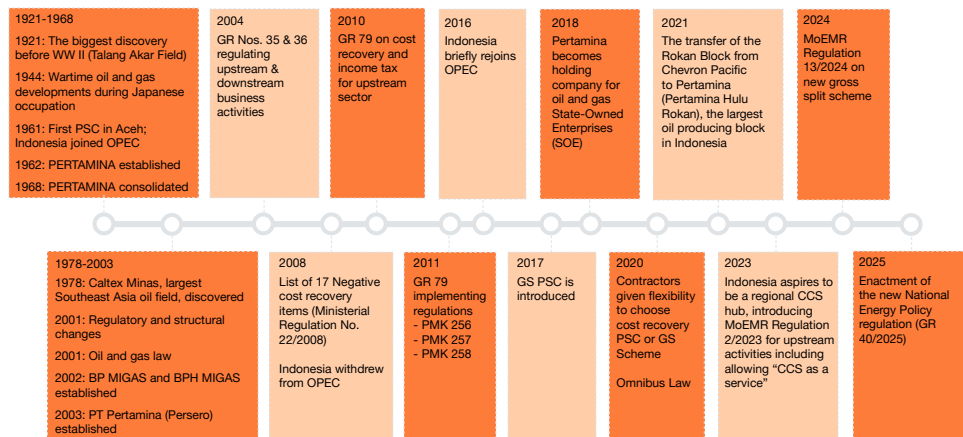 1921-1968
1921: The biggest discovery
before WW II (Talang Akar Field)
1944: Wartime oil and gas
developments during Japanese
occupation
1961: First PSC in Aceh;
Indonesia joined OPEC
1962: PERTAMINA established
1968: PERTAMINA consolidated
2004
GR Nos. 35 & 36
regulating
upstream &
downstream
business
activities
2010
GR 79 on cost
recovery and
income tax
for upstream
sector
2016
Indonesia
briefly rejoins
OPEC
2018
Pertamina
becomes
holding
company for
oil and gas
State-Owned
Enterprises
(SOE)
2021
The transfer of the
Rokan Block from
Chevron Pacific
to Pertamina
(Pertamina Hulu
Rokan), the largest
oil producing block
in Indonesia
2024
MoEMR
Regulation
13/2024 on
new gross
split scheme
1978-2003
1978: Caltex Minas, largest
Southeast Asia oil field, discovered
2001: Regulatory and structural
changes
2001: Oil and gas law
2002: BP MIGAS and BPH MIGAS
established
2003: PT Pertamina (Persero)
established
2008
List of 17 Negative
cost recovery
items (Ministerial
Regulation No.
22/2008)
Indonesia withdrew
from OPEC
2011
GR 79
implementing
regulations
- PMK 256
- PMK 257
- PMK 258
2017
GS PSC is
introduced
2020
Contractors
given flexibility
to choose
cost recovery
PSC or GS
Scheme
Omnibus Law
2023
Indonesia aspires to
be a regional CCS
hub, introducing
MoEMR Regulation
2/2023 for upstream
activities including
allowing “CCS as a
service”
2025
Enactment of
the new National
Energy Policy
regulation (GR
40/2025)